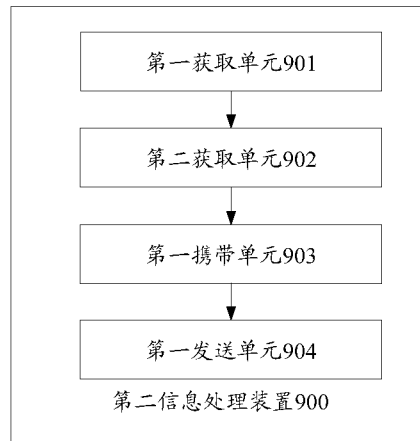 第一获取单元901
第二获取单元902
第一携带单元903
第一发送单元904
第二信息处理装置900